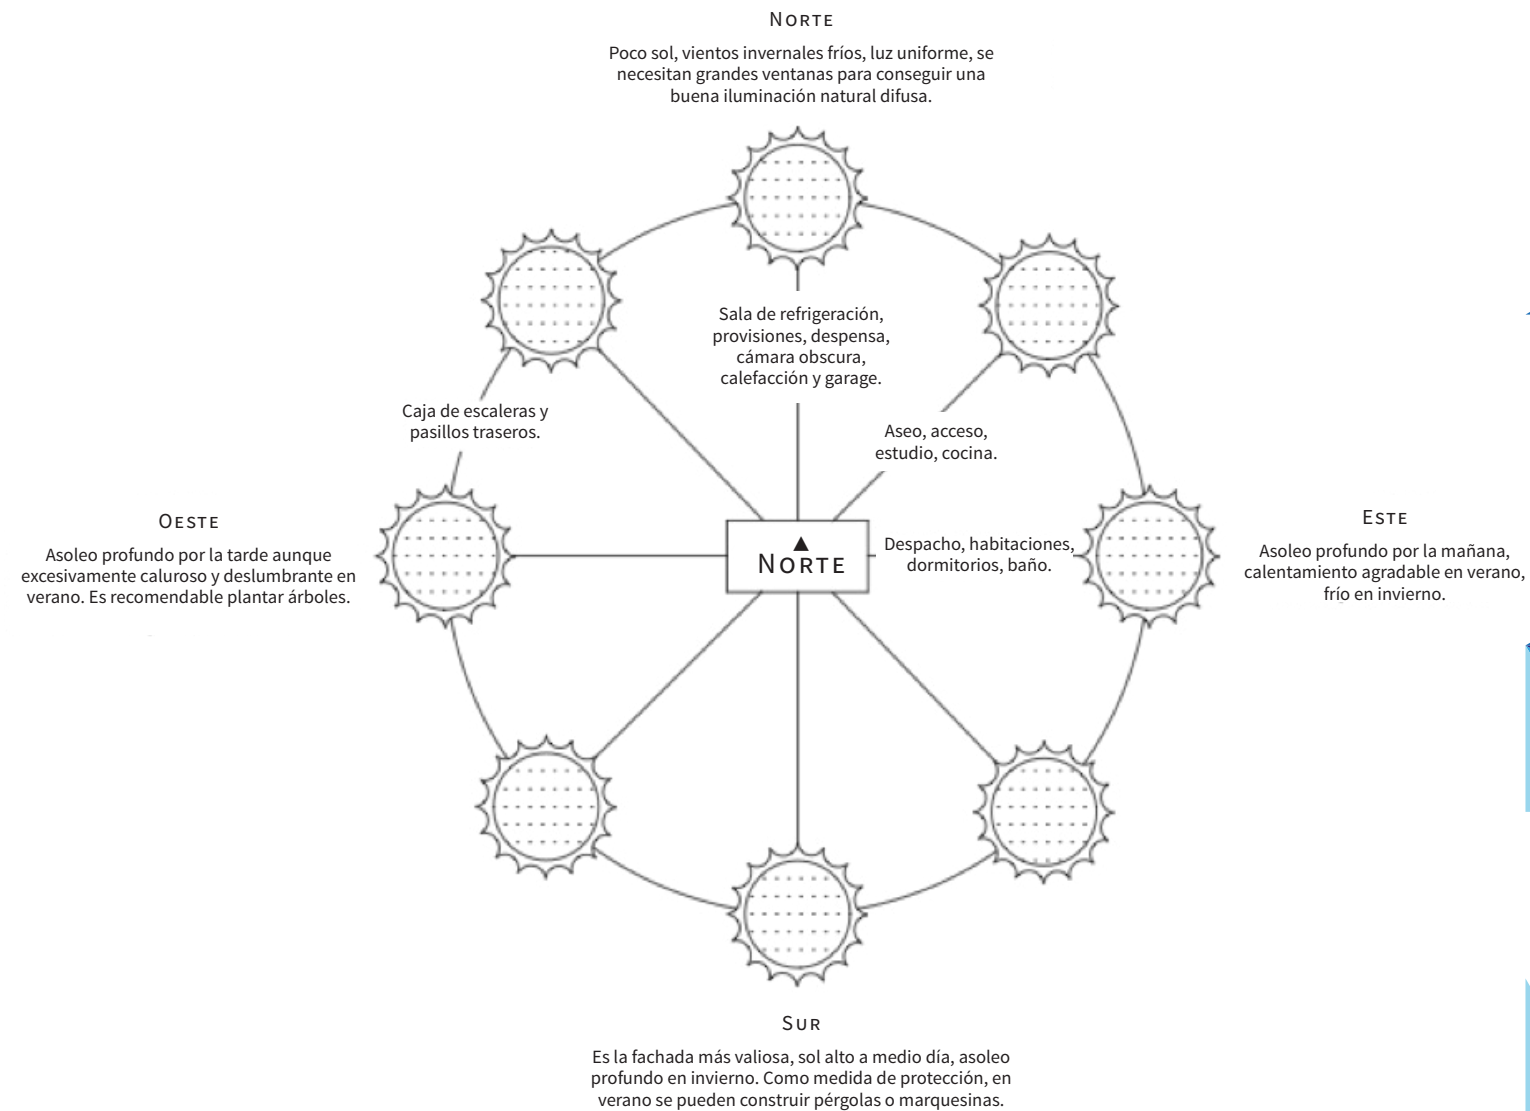 NORTE
Poco sol, vientos invernales fríos, luz uniforme, se
necesitan grandes ventanas para conseguir una
buena iluminación natural difusa.
Sala de refrigeración,
provisiones, despensa,
cámara obscura,
calefacción y garage.
Caja de escaleras y
pasillos traseros.
Aseo, acceso,
estudio, cocina.
OESTE
Asoleo profundo por la tarde aunque
excesivamente caluroso y deslumbrante en
verano. Es recomendable plantar árboles.
NORTE
Despacho, habitaciones,
dormitorios, baño.
ESTE
Asoleo profundo por la mañana,
calentamiento agradable en verano,
frío en invierno.
SUR
Es la fachada más valiosa, sol alto a medio día, asoleo
profundo en invierno. Como medida de protección, en
verano se pueden construir pérgolas o marquesinas.